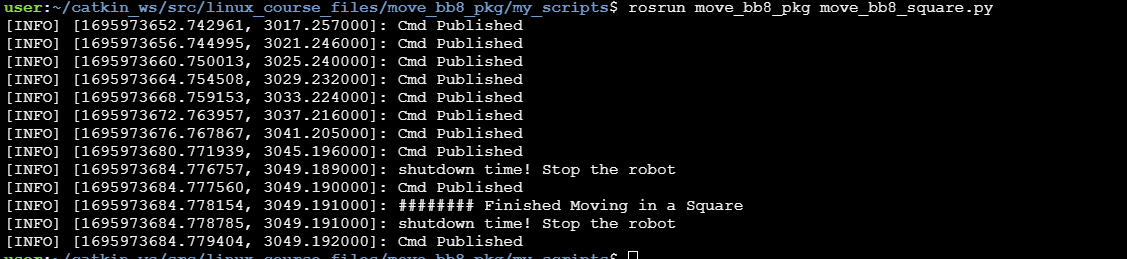 user:~/catkin_ws/src/linux_course_files/move_bb8_pkg/my_scripts$ rosrun move_bb8_pkg move_bb8_square.py
[INFO] [1695973652.742961, 3017.257000]: Cmd Published
[INFO] [1695973656.744995, 3021.246000]: Cmd Published
[INFO] [1695973660.750013, 3025.240000]: Cmd Published
[INFO] [1695973664.754508, 3029.232000]: Cmd Published
[INFO] [1695973668.759153, 3033.224000]: Cmd Published
[INFO] [1695973672.763957, 3037.216000]: Cmd Published
[INFO] [1695973676.767867, 3041.205000]: Cmd Published
[INFO] [1695973680.771939, 3045.196000]: Cmd Published
[INFO] [1695973684.776757, 3049.189000]: shutdown time! Stop the robot
[INFO] [1695973684.777560, 3049.190000]: Cmd Published
[INFO] [1695973684.778154, 3049.191000]: ######## Finished Moving in a Square
[INFO] [1695973684.778785, 3049.191000]: shutdown time! Stop the robot
[INFO] [1695973684.779404, 3049.192000]: Cmd Published
user:~/catkin_ws/src/linux_course_files/move_bb8_pkg/my_scripts$